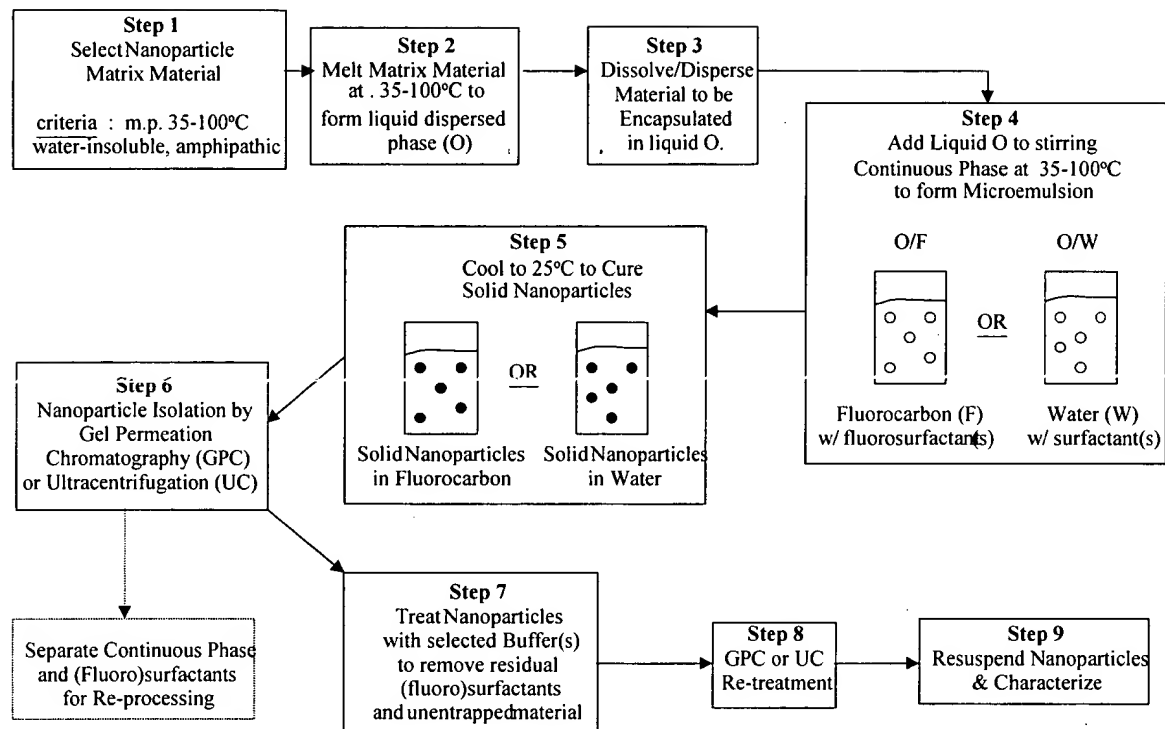 Step 1
Select Nanoparticle
Matrix Material
criteria : m.p. 35-100ºC
water-insoluble, amphipathic
Step 2
Melt Matrix Material
at . 35-100ºC to
form liquid dispersed
phase (O)
Step 3
Dissolve/Disperse
Material to be
Encapsulated
in liquid O.
Step 4
Add Liquid O to stirring
Continuous Phase at 35-100ºC
to form Microemulsion
O/F
O/W
OR
Fluorocarbon (F)
w/ fluorosurfactant(s)
Water (W)
w/ surfactant(s)
Step 5
Cool to 25ºC to Cure
Solid Nanoparticles
OR
Solid Nanoparticles
in Fluorocarbon
Solid Nanoparticles
in Water
Step 6
Nanoparticle Isolation by
Gel Permeation
Chromatography (GPC)
or Ultracentrifugation (UC)
Separate Continuous Phase
and (Fluoro)surfactants
for Re-processing
Step 7
Treat Nanoparticles
with selected Buffer(s)
to remove residual
(fluoro)surfactants
and unentrapped material
Step 8
GPC or UC
Re-treatment
Step 9
Resuspend Nanoparticles
& Characterize